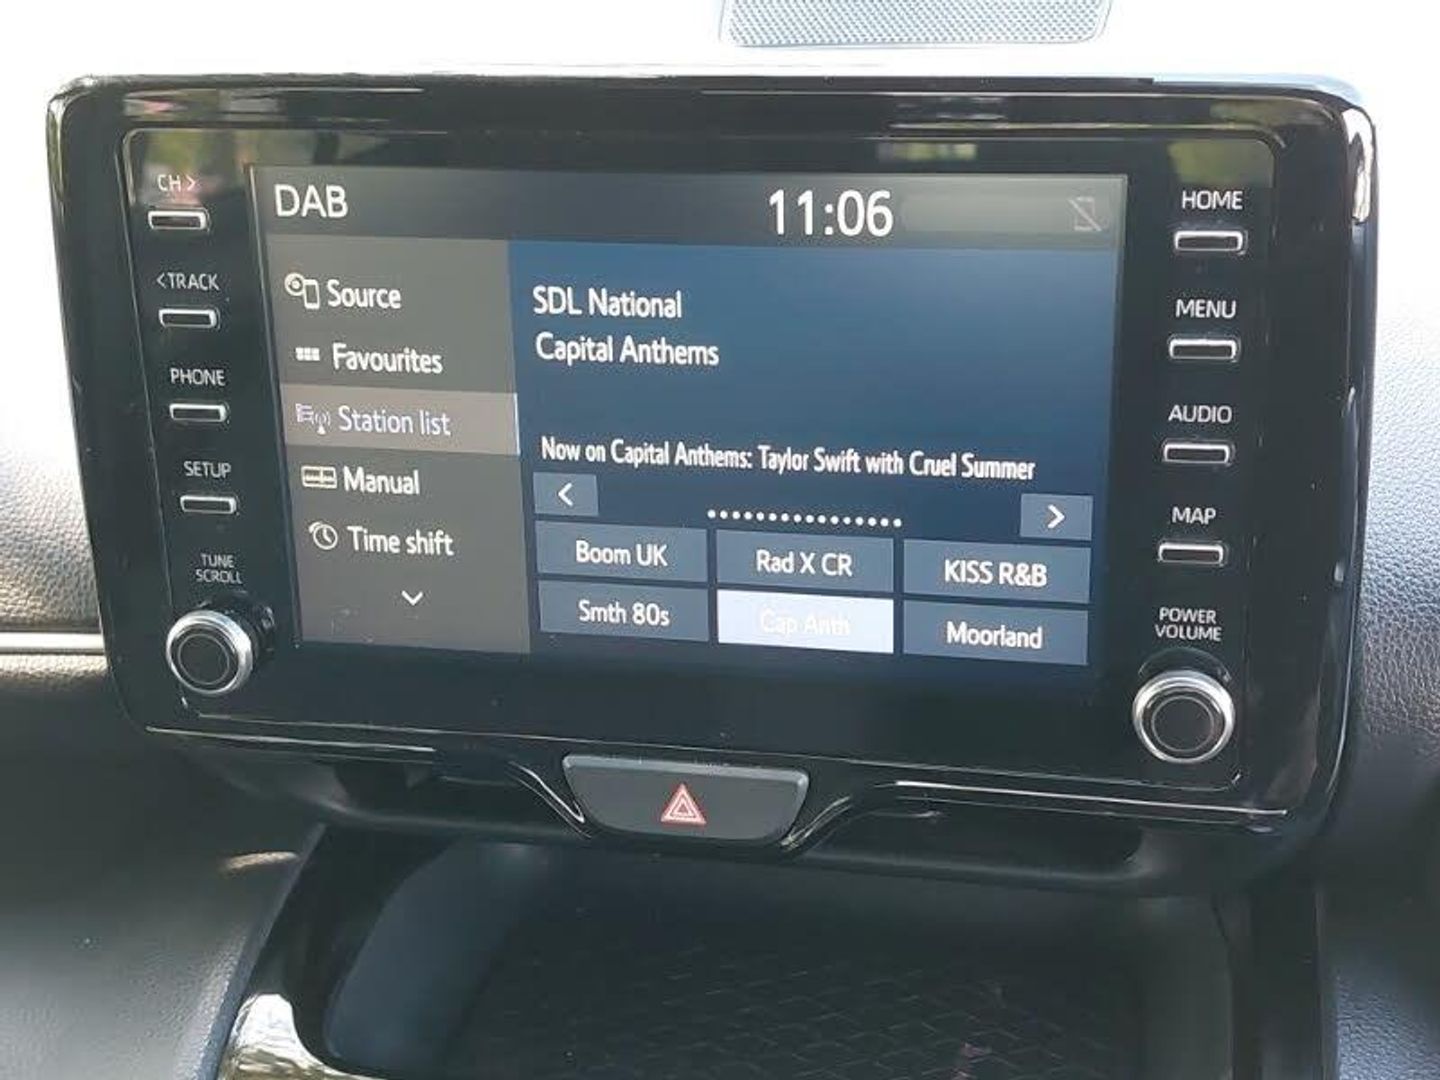 CH>
<TRACK
PHONE
SETUP
TUNE
SCROLL
DAB
11:06
Source
Favourites
Station list
Manual
Time shift
SDL National
Capital Anthems
Now on Capital Anthems: Taylor Swift with Cruel Summer
< >
Boom UK Rad X CR KISS R&B
Smth 80s Cap Anth Moorland
HOME
MENU
AUDIO
MAP
POWER
VOLUME